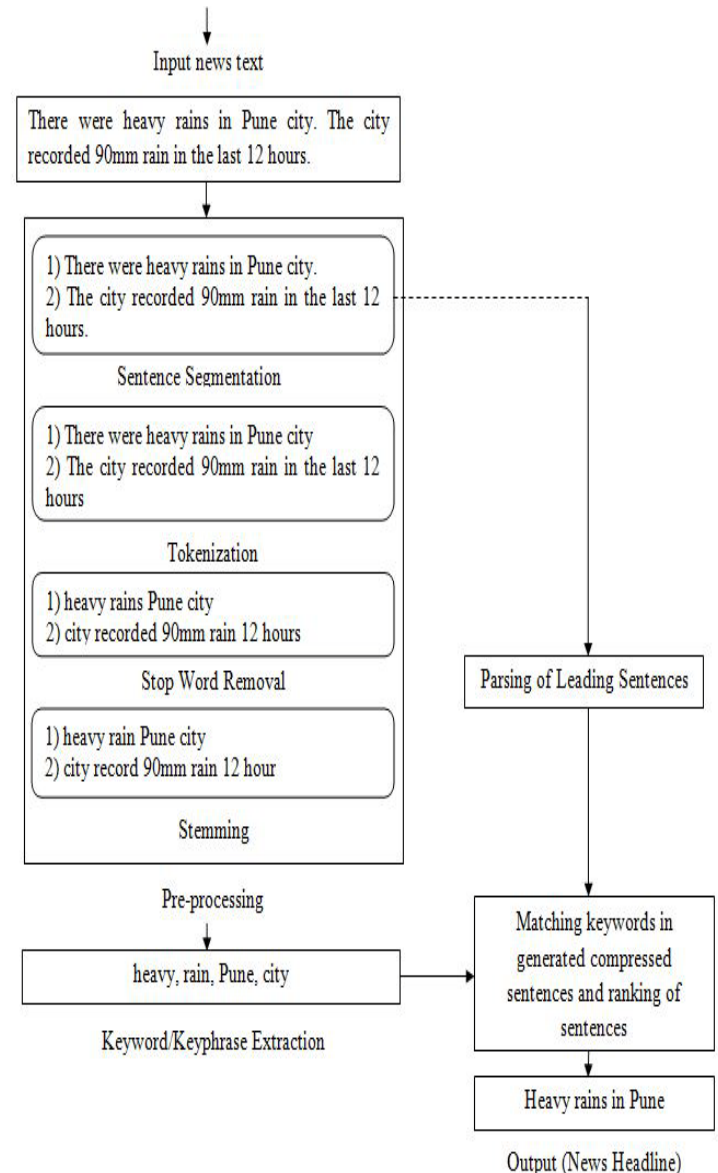 Input news text
There were heavy rains in Pune city. The city
recorded 90mm rain in the last 12 hours.
1) There were heavy rains in Pune city.
2) The city recorded 90mm rain in the last 12
hours.
Sentence Segmentation
1) There were heavy rains in Pune city
2) The city recorded 90mm rain in the last 12
hours
Tokenization
1) heavy rains Pune city
2) city recorded 90mm rain 12 hours
Stop Word Removal
1) heavy rain Pune city
2) city record 90mm rain 12 hour
Stemming
Pre-processing
heavy, rain, Pune, city
Keyword/Keyphrase Extraction
Parsing of Leading Sentences
Matching keywords in
generated compressed
sentences and ranking of
sentences
Heavy rains in Pune
Output (News Headline)